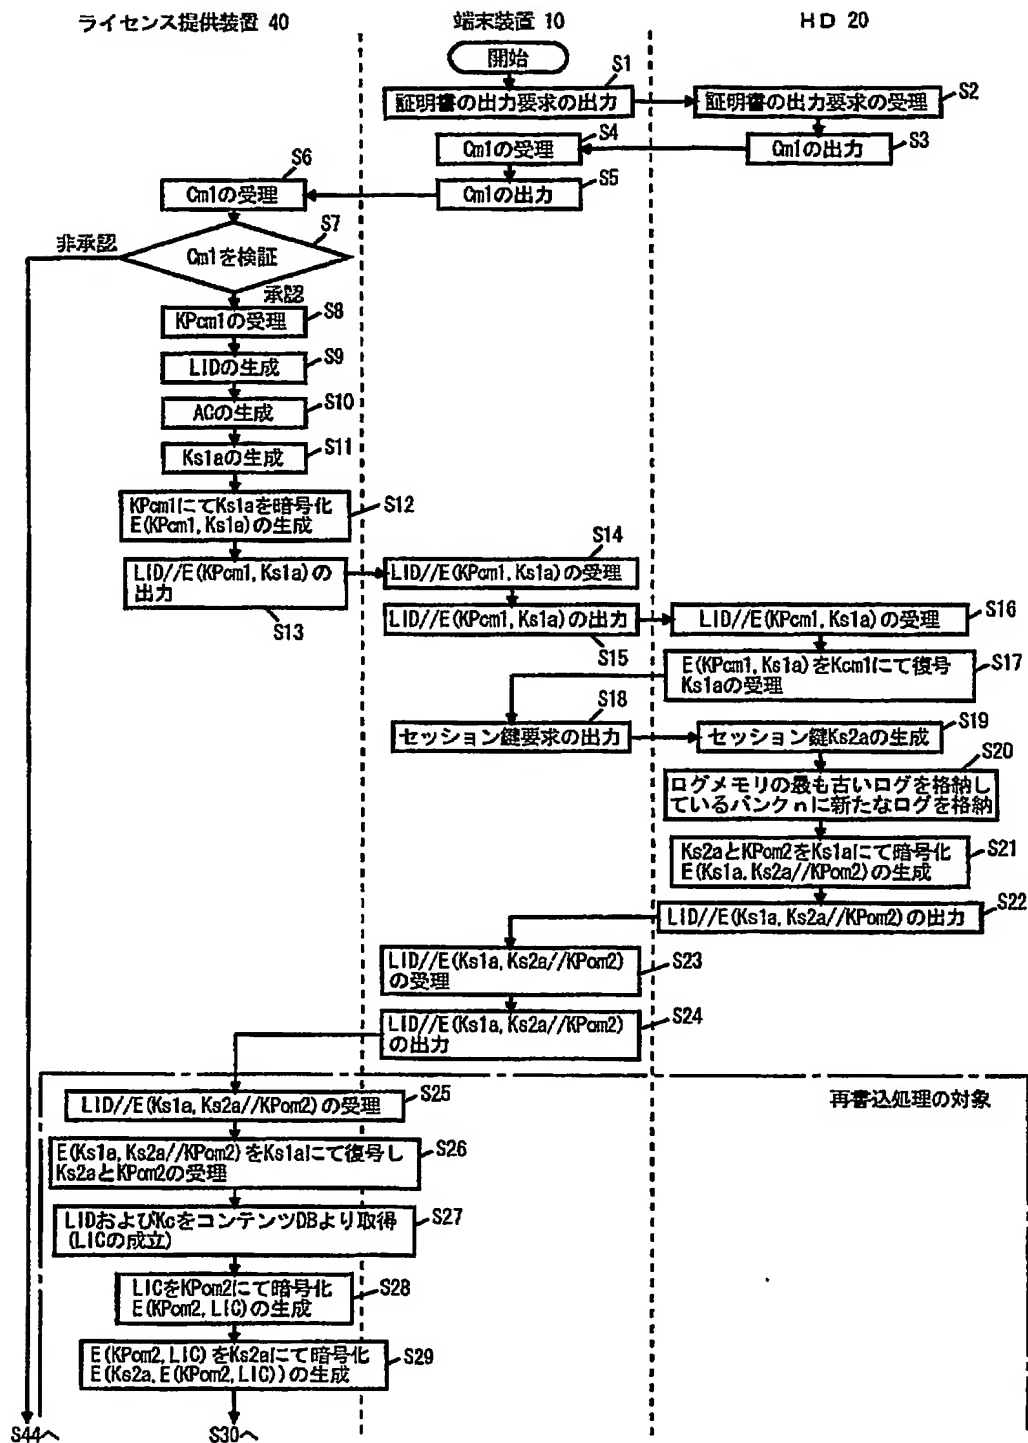 ライセンス提供装置 40
端末装置 10
HD 20
開始
S1
証明書の出力要求の出力
S2
証明書の出力要求の受理
S4
Cm1の受理
S3
Cm1の出力
S6
Cm1の受理
S5
Cm1の出力
S7
非承認
Cm1を検証
承認
KPcm1の受理
S8
LIDの生成
S9
ACの生成
S10
Ks1aの生成
S11
KPcm1にてKs1aを暗号化
E(KPcm1, Ks1a)の生成
S12
LID//E(KPcm1, Ks1a)の
出力
S13
S14
LID//E(KPcm1, Ks1a)の受理
LID//E(KPcm1, Ks1a)の出力
S15
LID//E(KPcm1, Ks1a)の受理
S16
E(KPcm1, Ks1a)をKcm1にて復号
Ks1aの受理
S17
S18
セッション鍵要求の出力
S19
セッション鍵Ks2aの生成
S20
ログメモリの最も古いログを格納し
ているバンクnに新たなログを格納
Ks2aとKPom2をKs1aにて暗号化
E(Ks1a, Ks2a//KPom2)の生成
S21
LID//E(Ks1a, Ks2a//KPom2)の出力
S22
LID//E(Ks1a, Ks2a//KPom2)
の受理
S23
LID//E(Ks1a, Ks2a//KPom2)
の出力
S24
再書込処理の対象
LID//E(Ks1a, Ks2a//KPom2)の受理
S25
E(Ks1a, Ks2a//KPom2)をKs1aにて復号し
Ks2aとKPom2の受理
S26
LIDおよびKcをコンテンツDBより取得
(LICの成立)
S27
LICをKPom2にて暗号化
E(KPom2, LIC)の生成
S28
E(KPom2, LIC)をKs2aにて暗号化
E(Ks2a, E(KPom2, LIC))の生成
S29
S44へ
S30へ